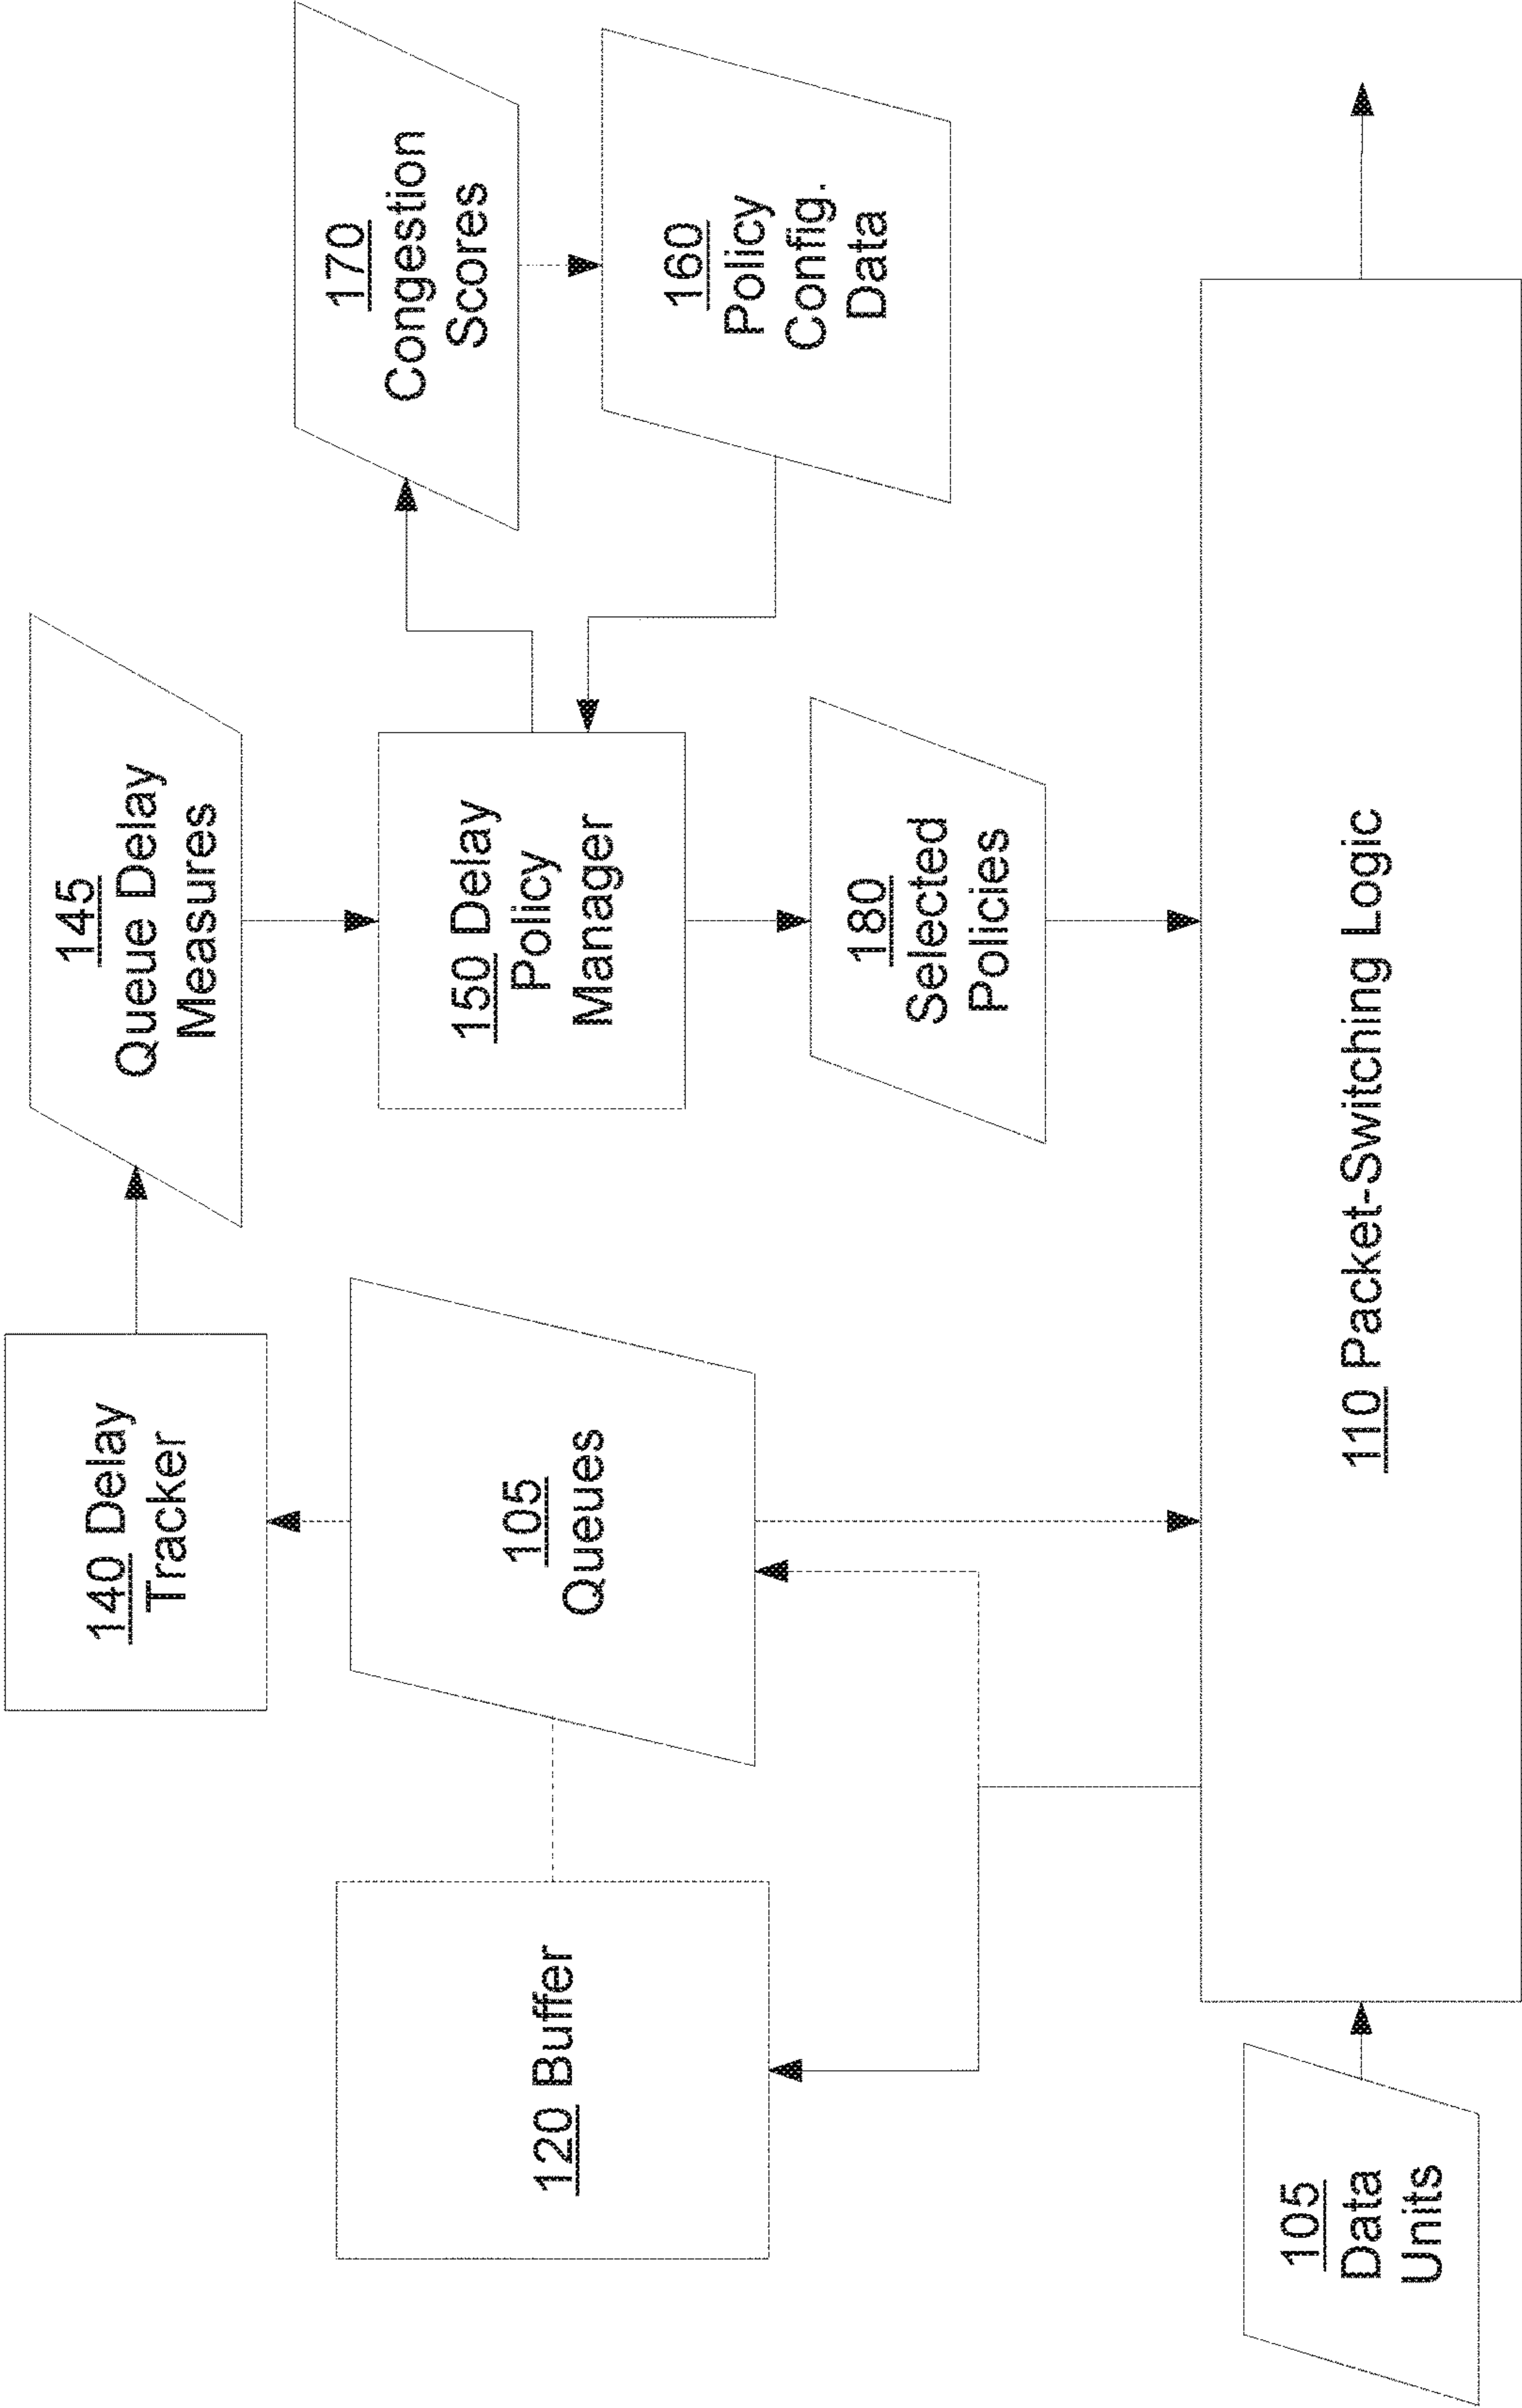 140 Delay
Tracker
145
Queue Delay
Measures
170
Congestion
Scores
120 Buffer
105
Queues
150 Delay
Policy
Manager
160
Policy
Config.
Data
180
Selected
Policies
105
Data
Units
110 Packet-Switching Logic